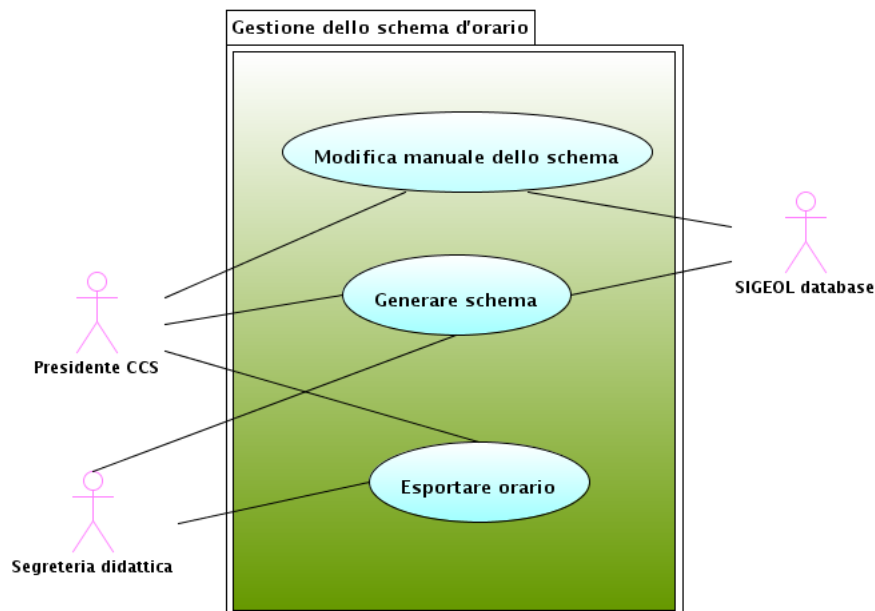 Gestione dello schema d'orario
Modifica manuale dello schema
SIGEOL database
Generare schema
Presidente CCS
Esportare orario
Segreteria didattica